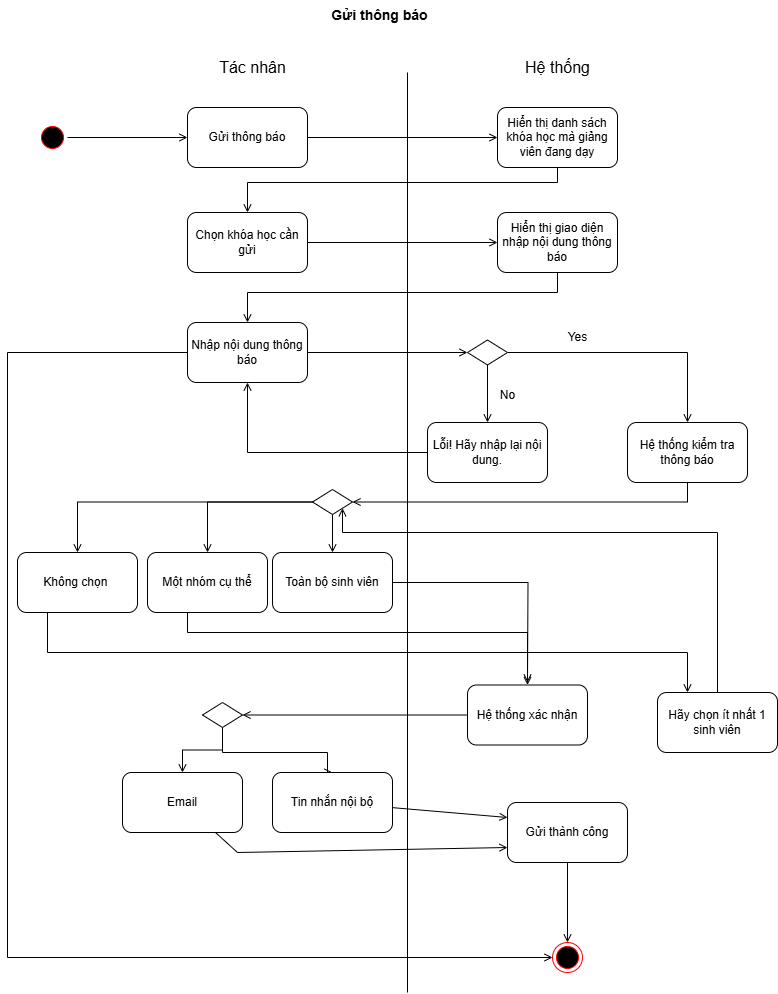 Gửi thông báo
Tác nhân
Hệ thống
Gửi thông báo
Hiển thị danh sách
khóa học mà giảng
viên đang dạy
Chọn khóa học cần
gửi
Hiển thị giao diện
nhập nội dung thông
báo
Nhập nội dung thông
báo
Yes
No
Lỗi! Hãy nhập lại nội
dung.
Hệ thống kiểm tra
thông báo
Không chọn
Một nhóm cụ thể
Toàn bộ sinh viên
Hệ thống xác nhận
Hãy chọn ít nhất 1
sinh viên
Email
Tin nhắn nội bộ
Gửi thành công